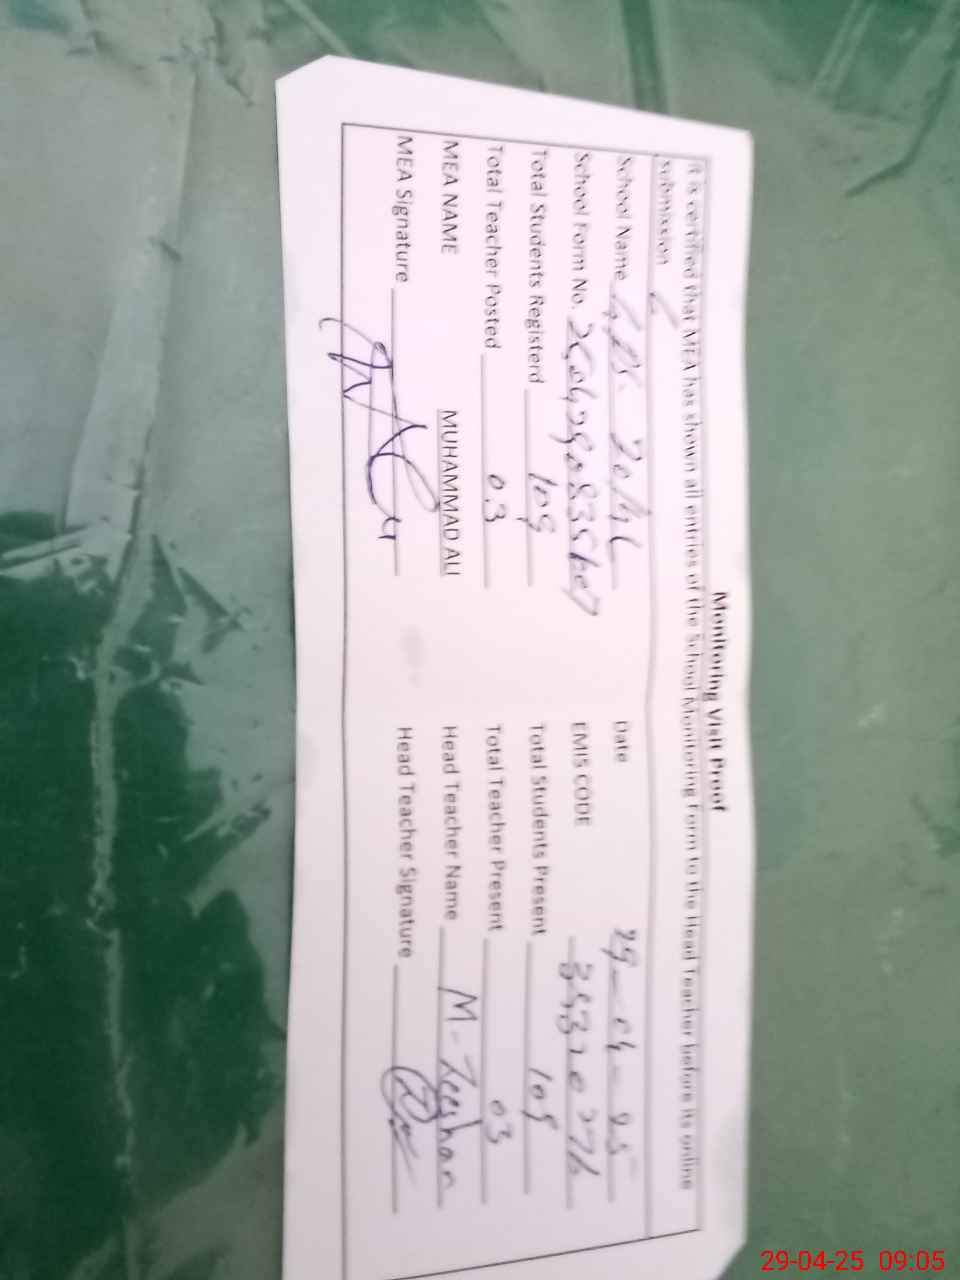 Monitoring Visit Proof
It is certified that MEA has shown all entries of the School Monitoring Form to the Head Teacher before its online
submission
School Name
Date 29-04-25
School Form No.
EMIS CODE
Total Students Registerd 109
Total Students Present
Total Teacher Posted 03
Total Teacher Present 03
MEA NAME MUHAMMAD ALI
Head Teacher Name M-Zeeshan
MEA Signature
Head Teacher Signature
29-04-25 09:05